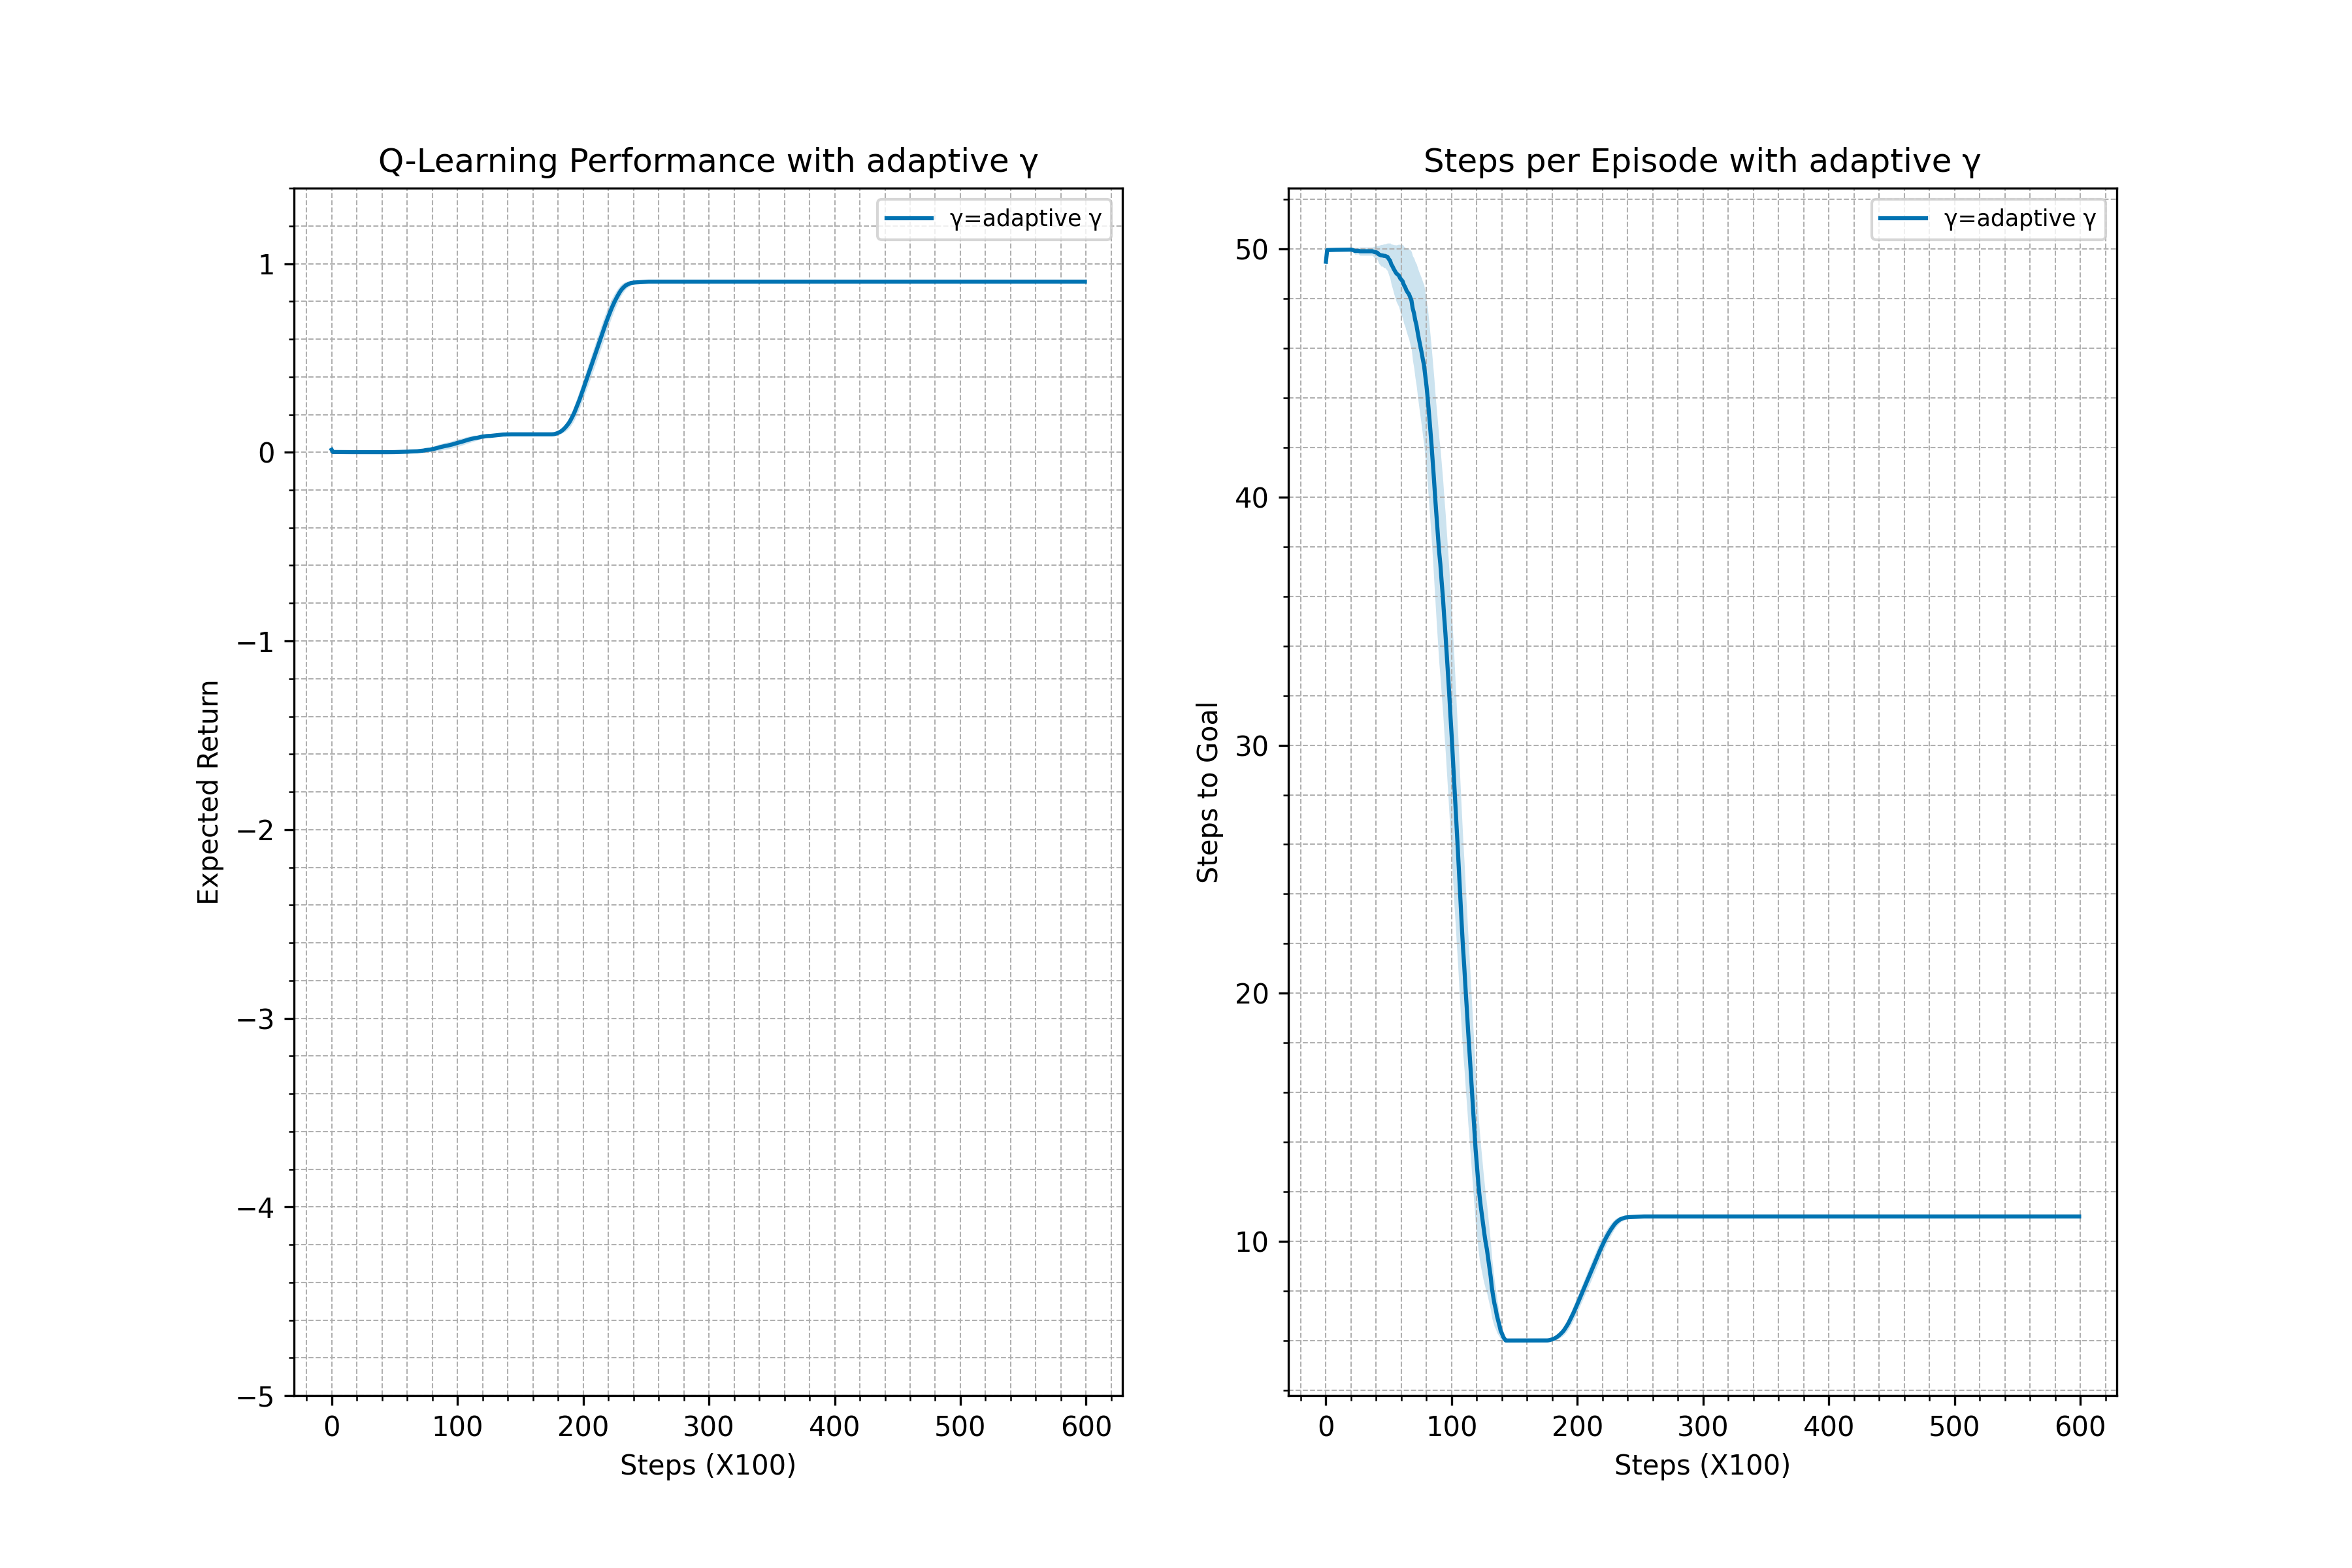 Q-Learning Performance with adaptive γ
γ=adaptive γ
1
0
−1
−2
−3
−4
−5
Expected Return
0 100 200 300 400 500 600
Steps (X100)
Steps per Episode with adaptive γ
γ=adaptive γ
50
40
30
20
10
Steps to Goal
0 100 200 300 400 500 600
Steps (X100)